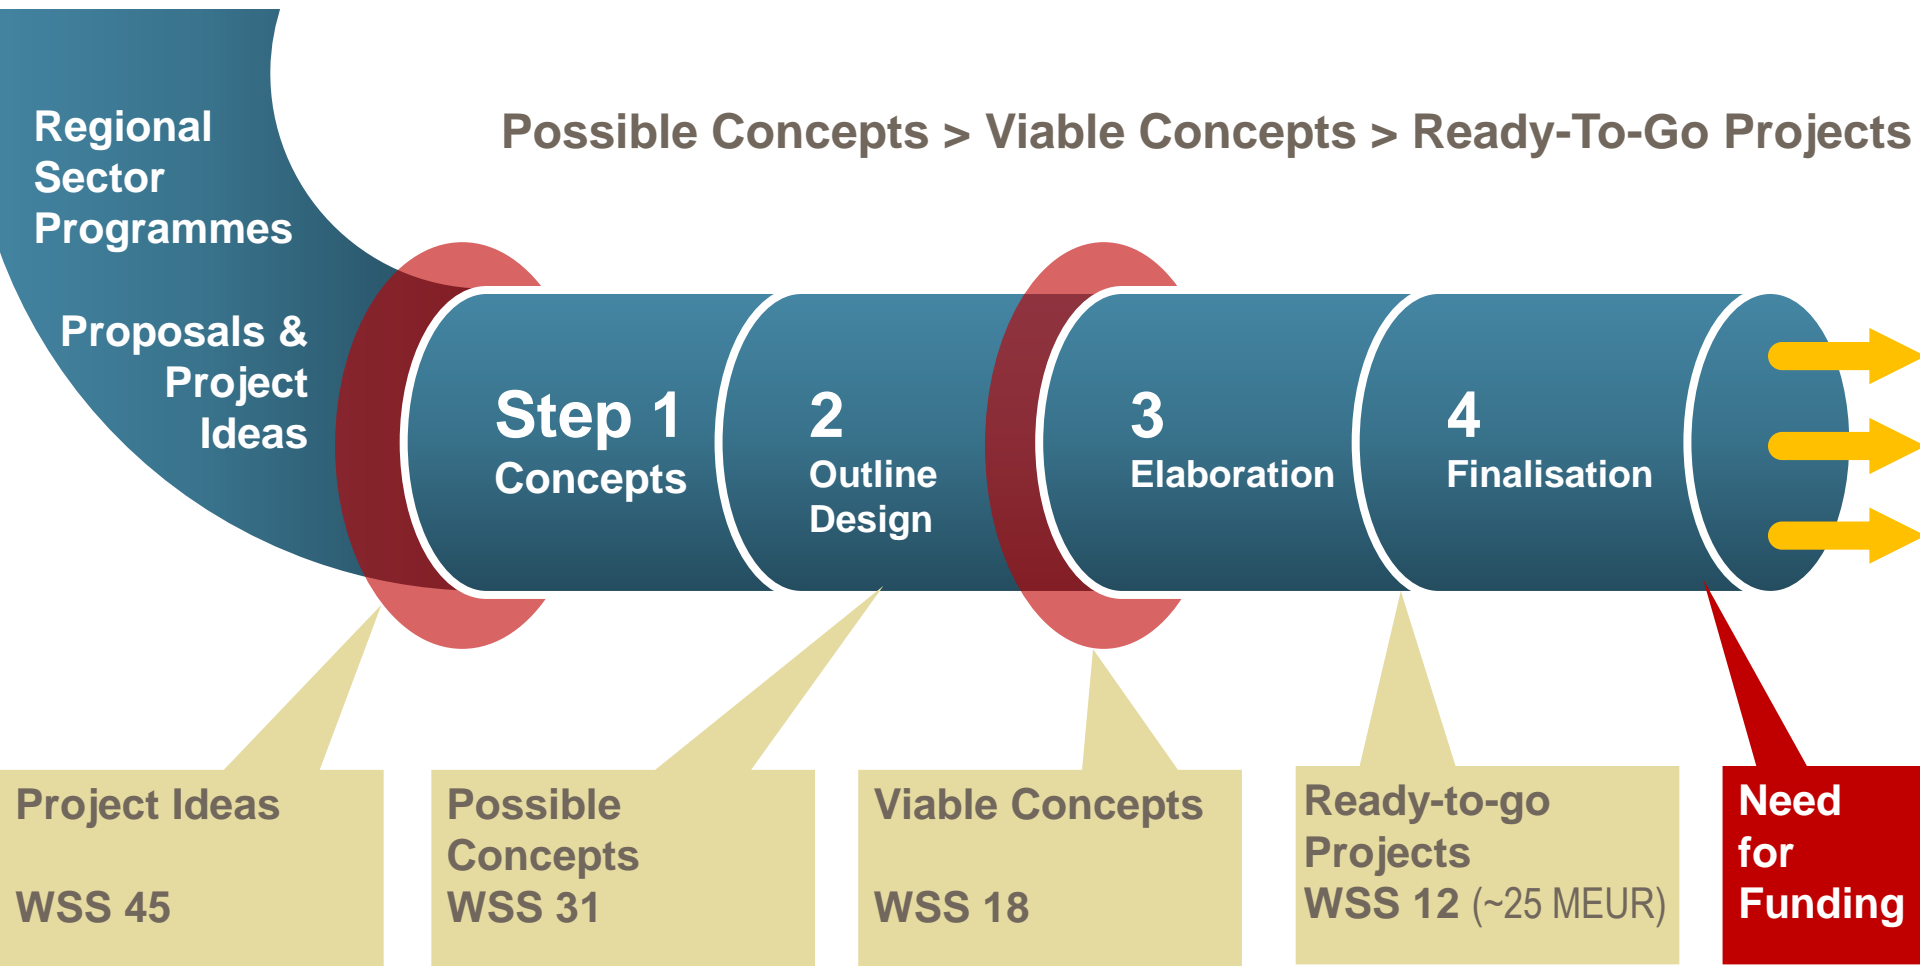 Possible Concepts > Viable Concepts > Ready-To-Go Projects
Regional
Sector
Programmes
Proposals &
Project
Ideas
Step 1
Concepts
2
Outline
Design
3
Elaboration
4
Finalisation
Project Ideas
WSS 45
Possible
Concepts
WSS 31
Viable Concepts
WSS 18
Ready-to-go
Projects
WSS 12 (~25 MEUR)
Need
for
Funding